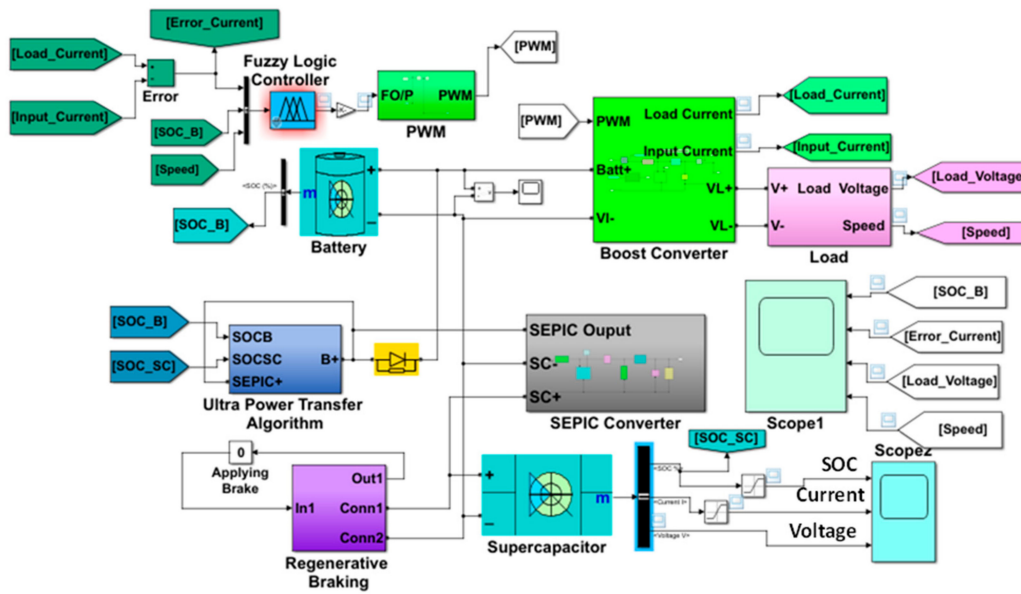 [Error_Current]
[Load_Current]
[Input_Current]
Error
Fuzzy Logic
Controller
FO/P PWM
PWM
[PWM]
[SOC_B]
[Speed]
[PWM]
PWM
Load Current
Input Current
Batt+
VL+
VI-
VL-
Boost Converter
[Load_Current]
[Input_Current]
V+ Load Voltage
V- Speed
Load
[Load_Voltage]
[Speed]
<SOC (%)>
m
+
-
Battery
[SOC_B]
[SOC_B]
[SOC_SC]
SOCB
SOCSC B+
SEPIC+
Ultra Power Transfer
Algorithm
SEPIC Ouput
SC-
SC+
SEPIC Converter
Scope1
[SOC_B]
[Error_Current]
[Load_Voltage]
[Speed]
0
Applying
Brake
Out1
In1 Conn1
Conn2
Regenerative
Braking
+
-
m
Supercapacitor
[SOC_SC]
<Voltage V>
SOC
Current
Voltage
Scope2